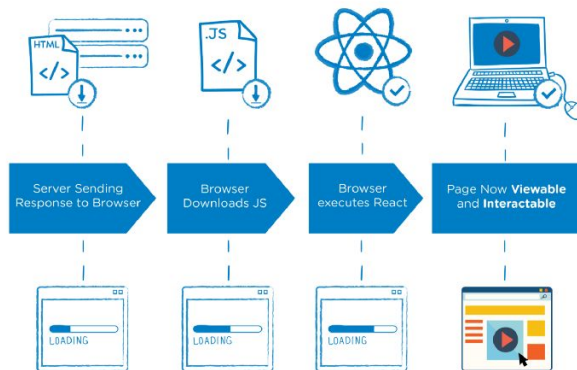 HTML
</>
.JS
</>
Server Sending
Response to Browser
Browser
Downloads JS
Browser
executes React
Page Now Viewable
and Interactable
LOADING
LOADING
LOADING